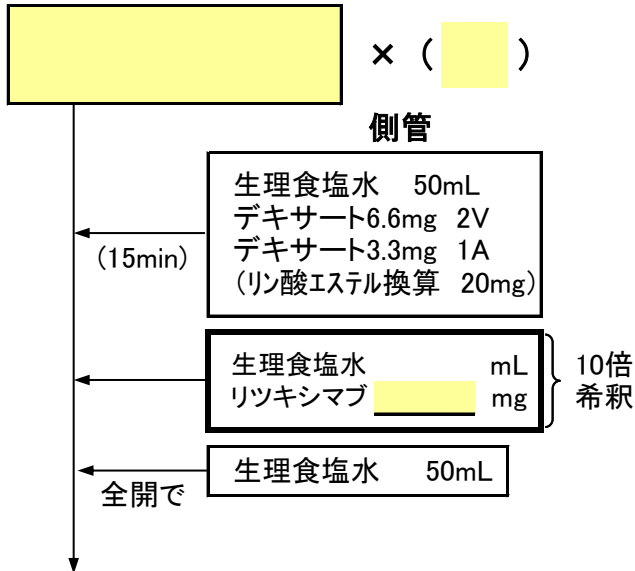 × ( )
側管
生理食塩水 50mL
デキサート6.6mg 2V
デキサート3.3mg 1A
(リン酸エステル換算 20mg)
(15min)
生理食塩水 mL
リツキシマブ mg
10倍
希釈
生理食塩水 50mL
全開で